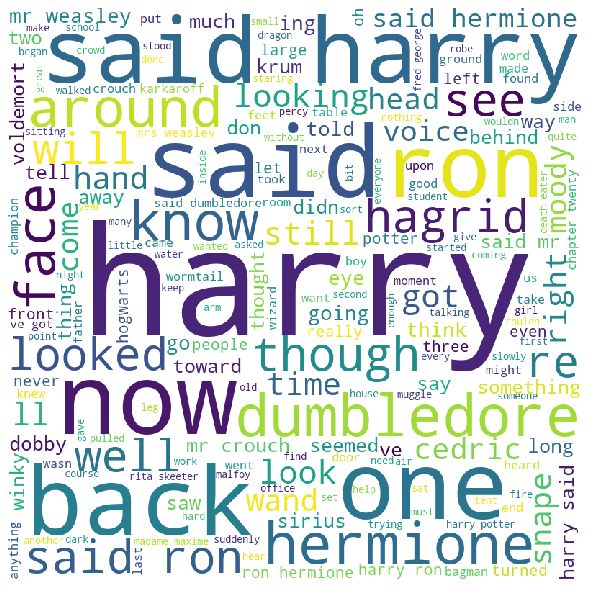 mr weasley
much
ing
oh
said hermione
put
make
school
two
began
crowd
small
dragon
done
fred george
robe
said harry
large
krum
ground
word
made
found
walked
crouch
stood
great
karkaroff
staring
looking
head
left
see
voldemort
around
feet
percy
table
nothing
wouldn
man
side
quite
sitting
mrs weasley
without
don
told
voice
way
behind
will
said
ron
tell
hand
inside
let
took
day
bit
next
everyone
upon
good
student
moody
death eater
chapter twenty
champion
year
away
didn
said dumbledore
room
sort
know
hagrid
face
come
many
little
came
wanted
asked
still
potter
said mr
thing
night
water
keep
wormtail
thought
wizard
eye
boy
moment
give
started
coming
us
front
ve got
father
hogwarts
arm
going
want
second
enough
talking
got
girl
couldn
take
right
point
harry
looked
go
people
really
think
even
first
three
every
slowly
never
knew
toward
though
something
might
re
now
time
old
house
muggle
say
someone
ll
leg
gave
pulled
dumbledore
dobby
wasn
well
mr crouch
seemed
ve
cedric
long
winky
course
work
rita skeeter
went
find
door
need
air
heard
look
wand
snape
saw
hard
malfoy
office
set
help
sat
must
tent
fire
end
back
one
sirius
trying
harry potter
harry said
anything
another
dark
last
said ron
madame maxime
suddenly
hear
hermione
ron hermione
harry ron
bagman
turned